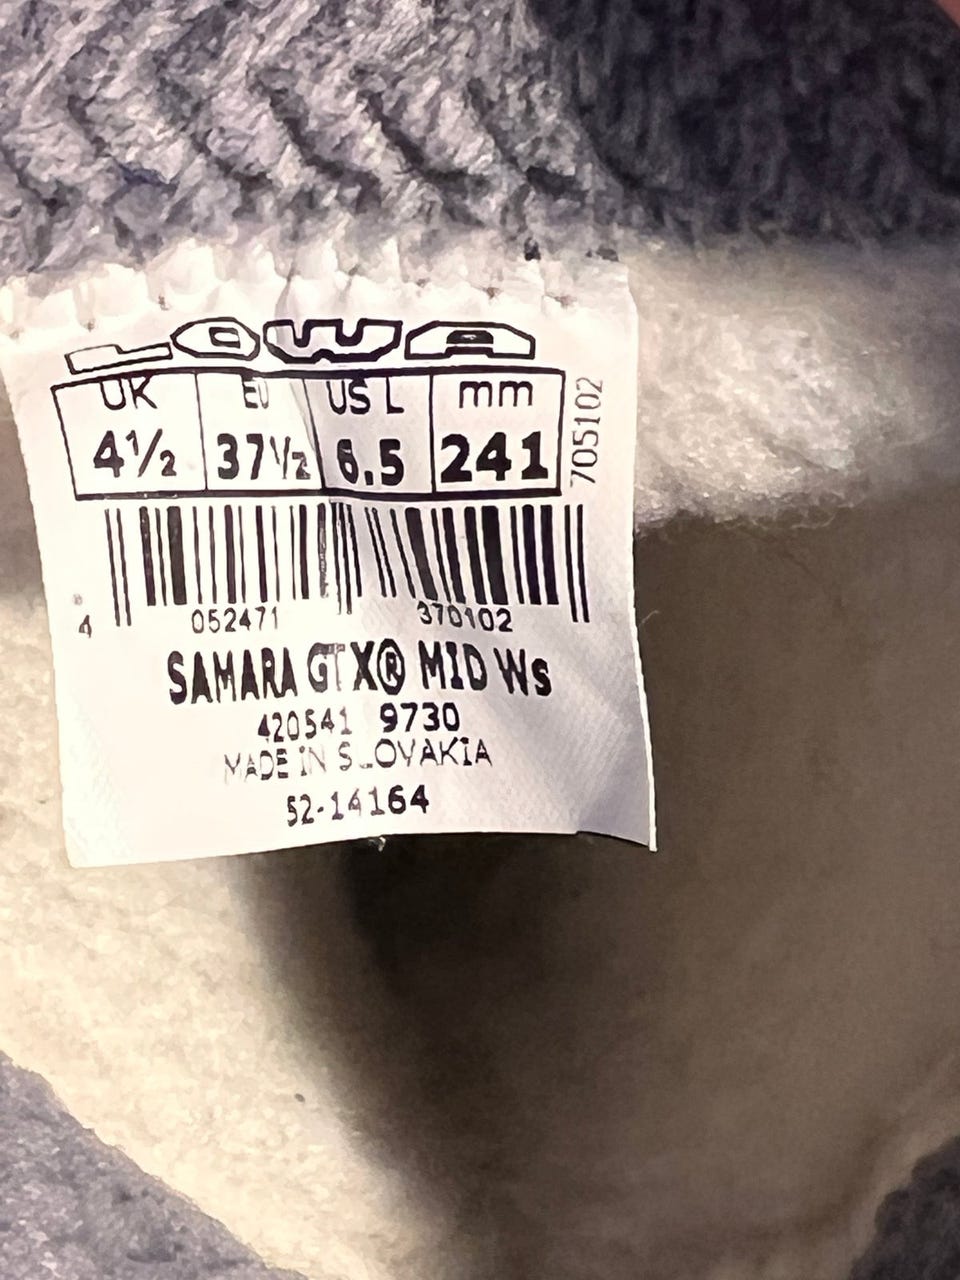 LOWA
UK EU US L mm
4½ 37½ 6.5 241
705102
4 052471 370102
SAMARA GTX® MID Ws
420541 9730
MADE IN SLOVAKIA
52-14164